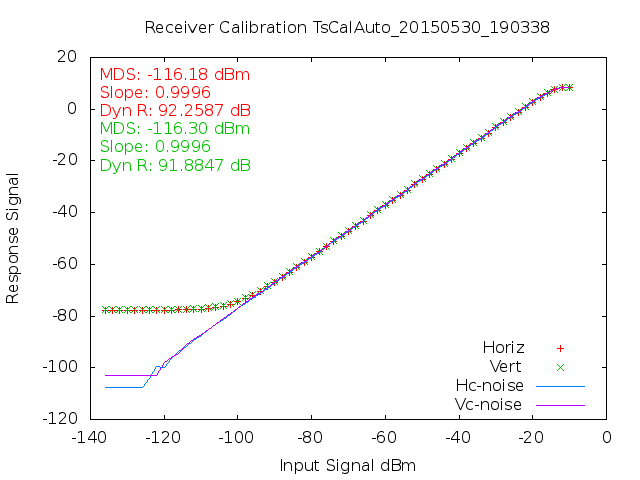 Receiver Calibration TsCalAuto_20150530_190338
20
0
-20
-40
-60
-80
-100
-120
Response Signal
MDS: -116.18 dBm
Slope: 0.9996
Dyn R: 92.2587 dB
MDS: -116.30 dBm
Slope: 0.9996
Dyn R: 91.8847 dB
Horiz
Vert
Hc-noise
Vc-noise
-140 -120 -100 -80 -60 -40 -20 0
Input Signal dBm